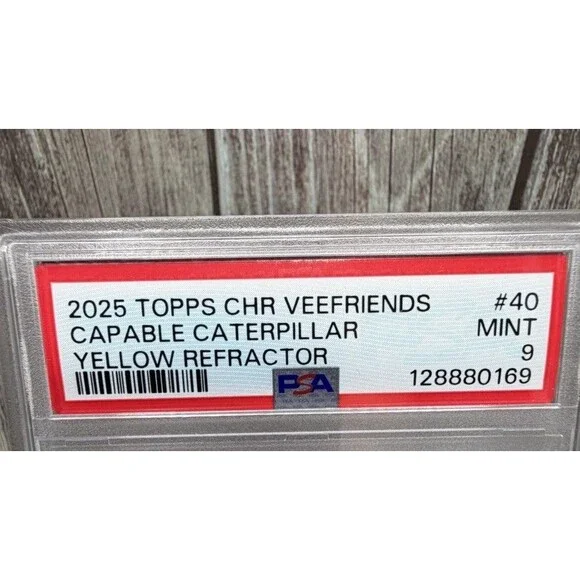 2025 TOPPS CHR VEEFRIENDS #40
CAPABLE CATERPILLAR MINT
YELLOW REFRACTOR 9
PSA 128880169